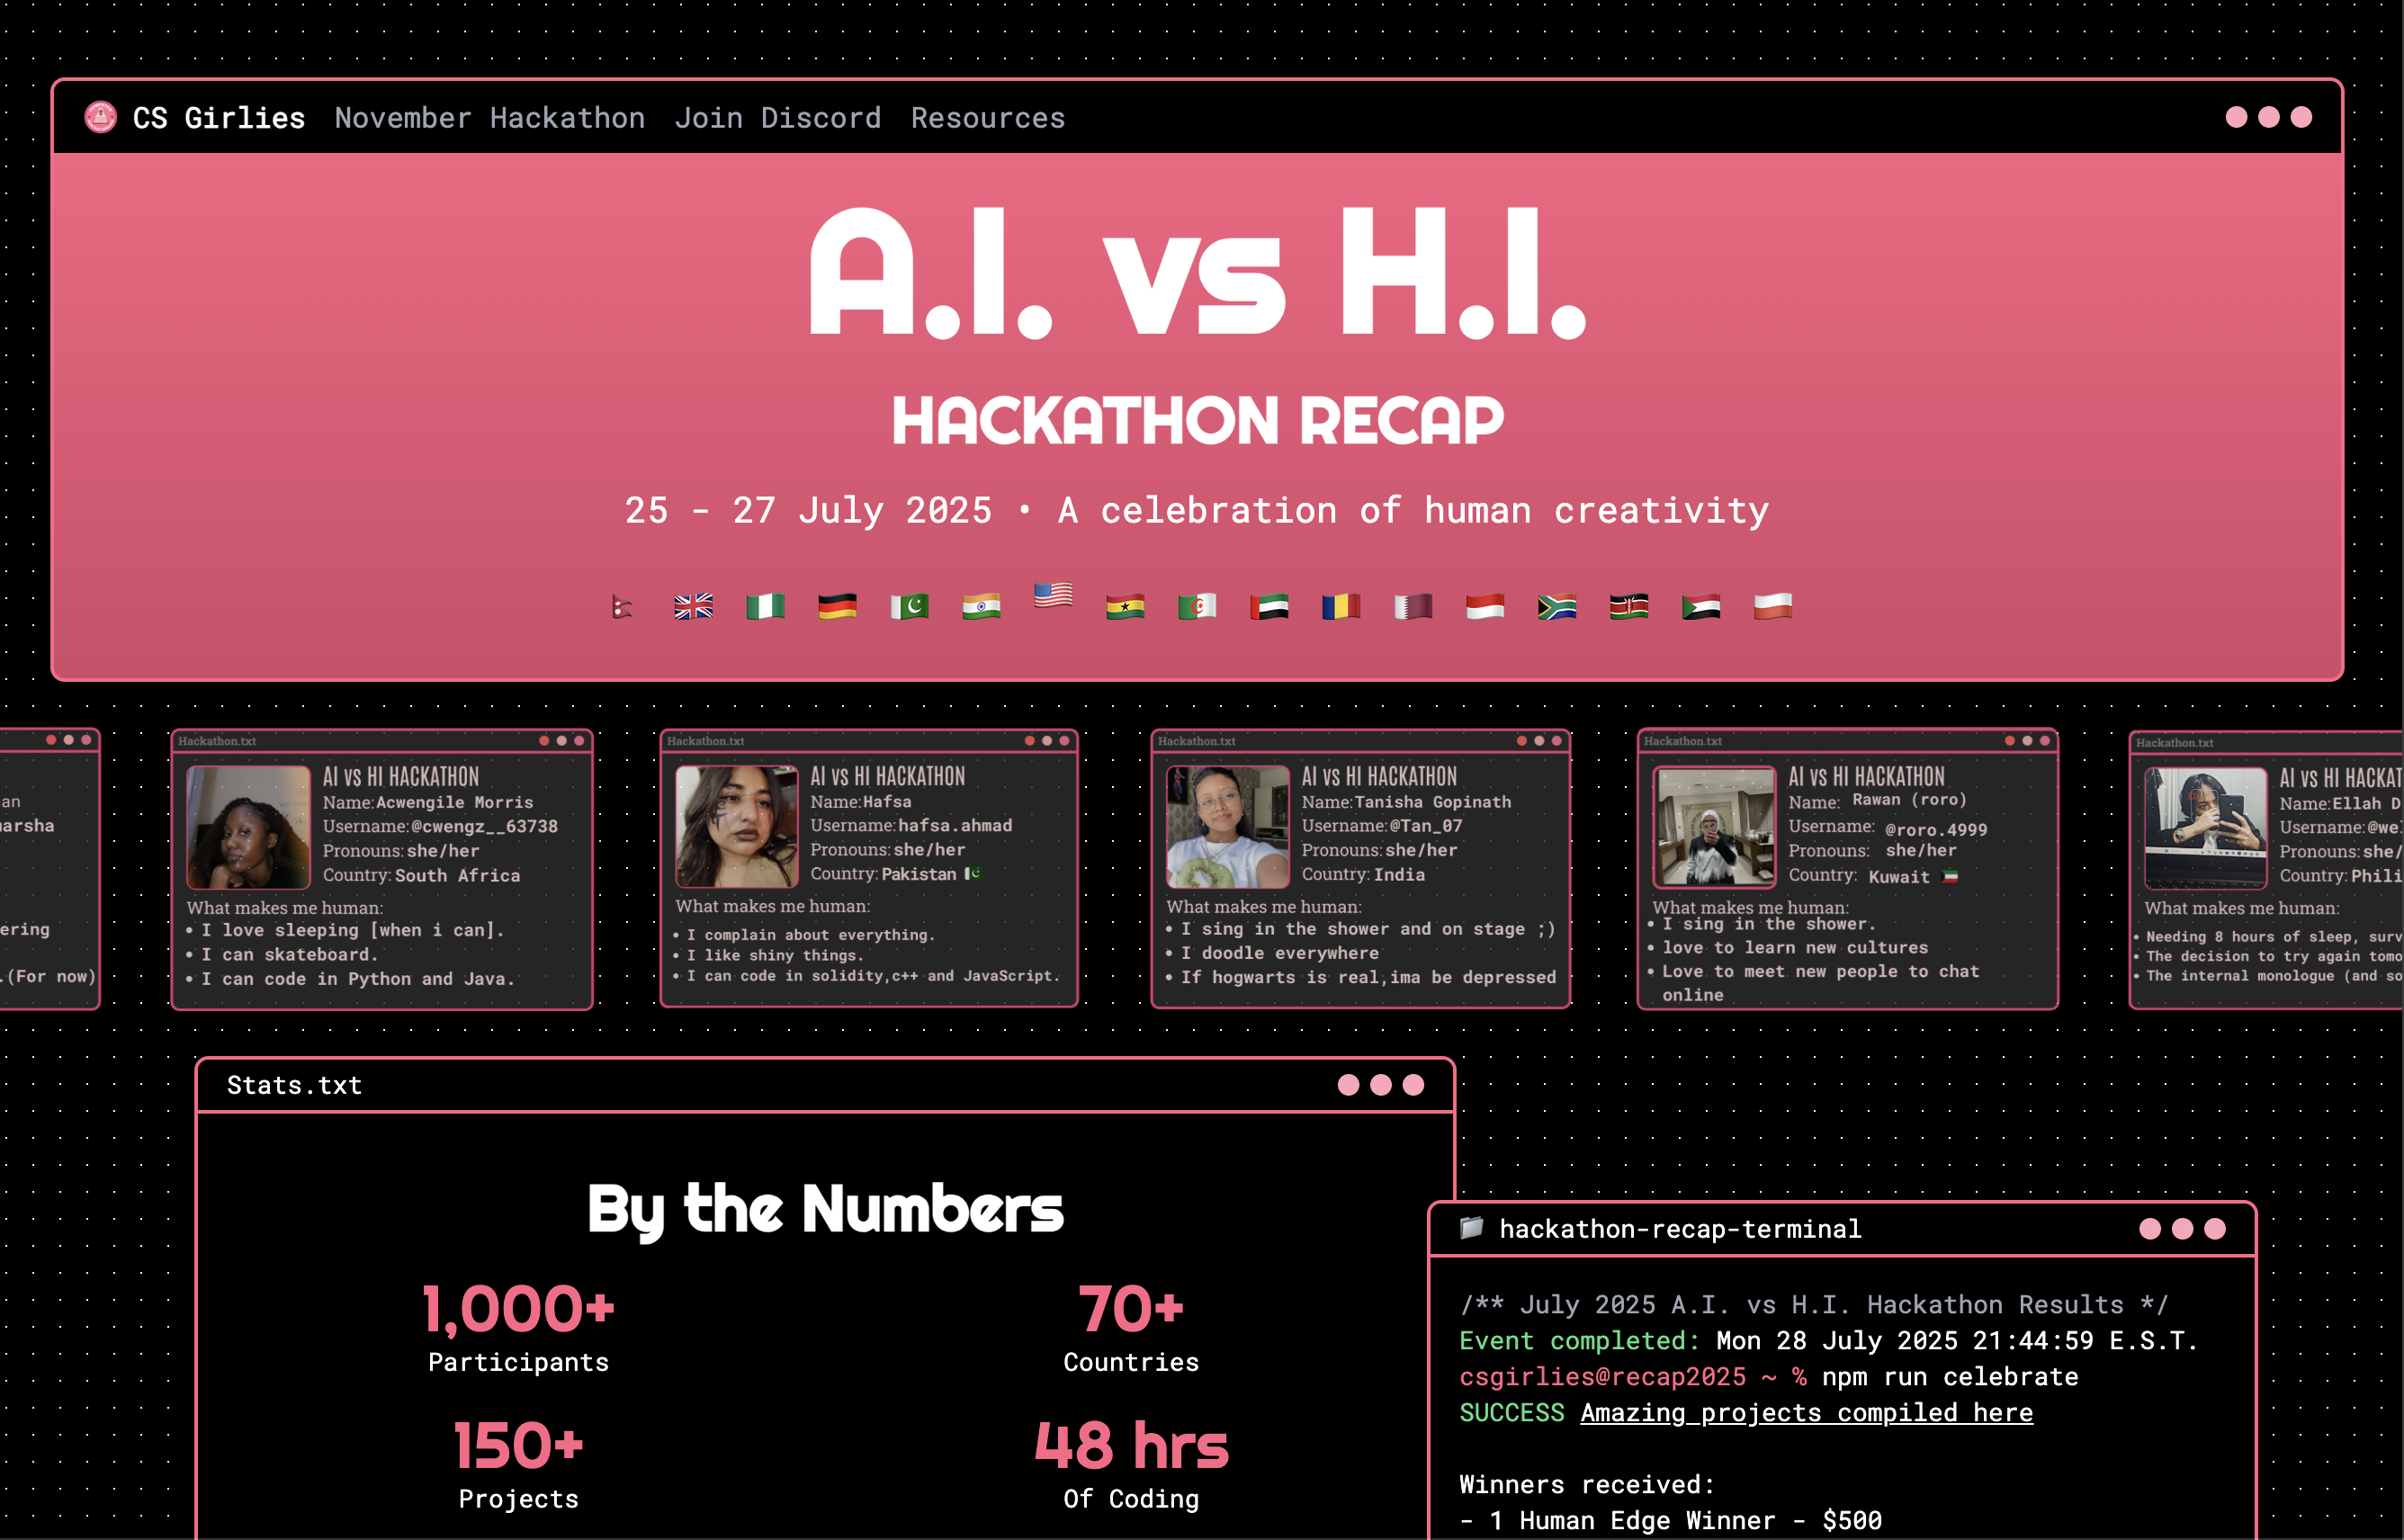 CS Girlies November Hackathon Join Discord Resources
A.I. vs H.I.
HACKATHON RECAP
25 - 27 July 2025 • A celebration of human creativity
an
arsha
ering
.(For now)
Hackathon.txt
AI vs HI HACKATHON
Name:Acwengile Morris
Username:@cwengz__63738
Pronouns:she/her
Country:South Africa
What makes me human:
• I love sleeping [when i can].
• I can skateboard.
• I can code in Python and Java.
Hackathon.txt
AI vs HI HACKATHON
Name:Hafsa
Username:hafsa.ahmad
Pronouns:she/her
Country:Pakistan
What makes me human:
• I complain about everything.
• I like shiny things.
• I can code in solidity,c++ and JavaScript.
Hackathon.txt
AI vs HI HACKATHON
Name:Tanisha Gopinath
Username:@Tan_07
Pronouns:she/her
Country:India
What makes me human:
• I sing in the shower and on stage ;)
• I doodle everywhere
• If hogwarts is real,ima be depressed
Hackathon.txt
AI vs HI HACKATHON
Name: Rawan (roro)
Username: @roro.4999
Pronouns: she/her
Country: Kuwait
What makes me human:
• I sing in the shower.
• love to learn new cultures
• Love to meet new people to chat
online
Hackathon.txt
AI vs HI HACKAT
Name:Ellah D
Username:@we.
Pronouns:she/
Country:Phili
What makes me human:
• Needing 8 hours of sleep, surv
• The decision to try again tomo
• The internal monologue (and so
Stats.txt
By the Numbers
1,000+
Participants
70+
Countries
150+
Projects
48 hrs
Of Coding
hackathon-recap-terminal
/** July 2025 A.I. vs H.I. Hackathon Results */
Event completed: Mon 28 July 2025 21:44:59 E.S.T.
csgirlies@recap2025 ~ % npm run celebrate
SUCCESS Amazing projects compiled here
Winners received:
- 1 Human Edge Winner - $500